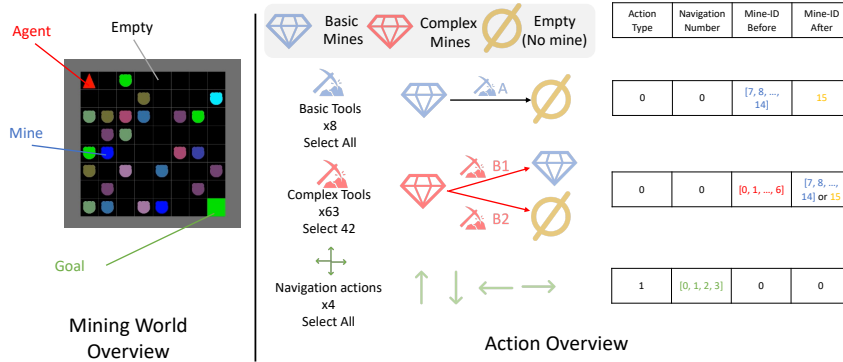 Agent
Empty
Mine
Goal
Mining World
Overview
Basic
Mines
Complex
Mines
Empty
(No mine)
Basic Tools
x8
Select All
A
Complex Tools
x63
Select 42
B1
B2
Navigation actions
x4
Select All
Action Overview
Action
Type
Navigation
Number
Mine-ID
Before
Mine-ID
After
0
0
[7, 8, ...,
14]
15
0
0
[0, 1, ..., 6]
[7, 8, ...,
14] or 15
1
[0, 1, 2, 3]
0
0